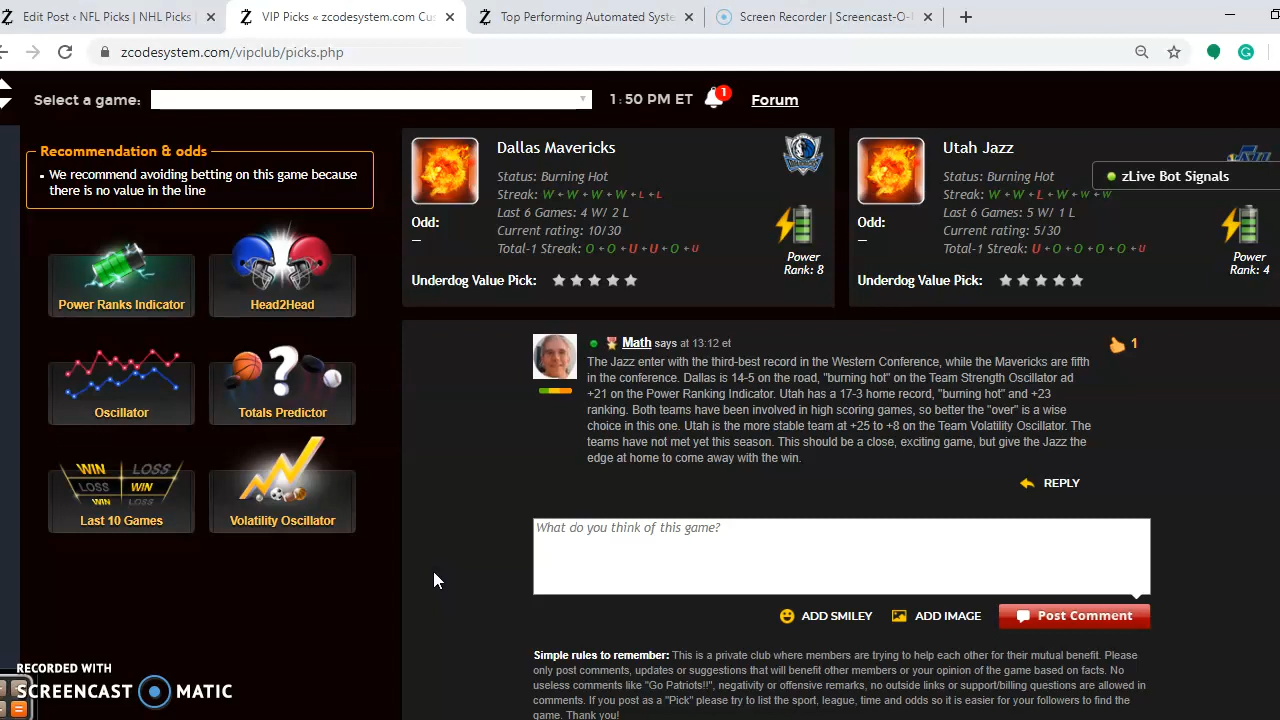 Edit Post ‹ NFL Picks | NHL Picks
VIP Picks « zcodesystem.com Cu
Top Performing Automated Syste
Screen Recorder | Screencast-O-
zcodesystem.com/vipclub/picks.php
Select a game:
1:50 PM ET
1
Forum
Recommendation & odds
We recommend avoiding betting on this game because
there is no value in the line
Power Ranks Indicator
Head2Head
Oscillator
Totals Predictor
WIN LOSS
LOSS WIN
WIN LOSS
Last 10 Games
Volatility Oscillator
Dallas Mavericks
Status: Burning Hot
Streak: W ← W ← W ← W ← L ← L
Last 6 Games: 4 W/ 2 L
Current rating: 10/30
Total-1 Streak: O ← O ← U ← U ← O ← U
Odd:
—
Power
Rank: 8
Underdog Value Pick:
Utah Jazz
zLive Bot Signals
Status: Burning Hot
Streak: W ← W ← L ← W ← W ← W
Last 6 Games: 5 W/ 1 L
Current rating: 5/30
Total-1 Streak: U ← O ← O ← O ← O ← U
Odd:
—
Power
Rank: 4
Underdog Value Pick:
Math says at 13:12 et
1
The Jazz enter with the third-best record in the Western Conference, while the Mavericks are fifth
in the conference. Dallas is 14-5 on the road, "burning hot" on the Team Strength Oscillator ad
+21 on the Power Ranking Indicator. Utah has a 17-3 home record, "burning hot" and +23
ranking. Both teams have been involved in high scoring games, so better the "over" is a wise
choice in this one. Utah is the more stable team at +25 to +8 on the Team Volatility Oscillator. The
teams have not met yet this season. This should be a close, exciting game, but give the Jazz the
edge at home to come away with the win.
REPLY
What do you think of this game?
ADD SMILEY
ADD IMAGE
Post Comment
Simple rules to remember: This is a private club where members are trying to help each other for their mutual benefit. Please
only post comments, updates or suggestions that will benefit other members or your opinion of the game based on facts. No
useless comments like "Go Patriots!!", negativity or offensive remarks, no outside links or support/billing questions are allowed in
comments. If you post as a "Pick" please try to list the sport, league, time and odds so it is easier for your followers to find the
game. Thank you!
RECORDED WITH
SCREENCAST MATIC